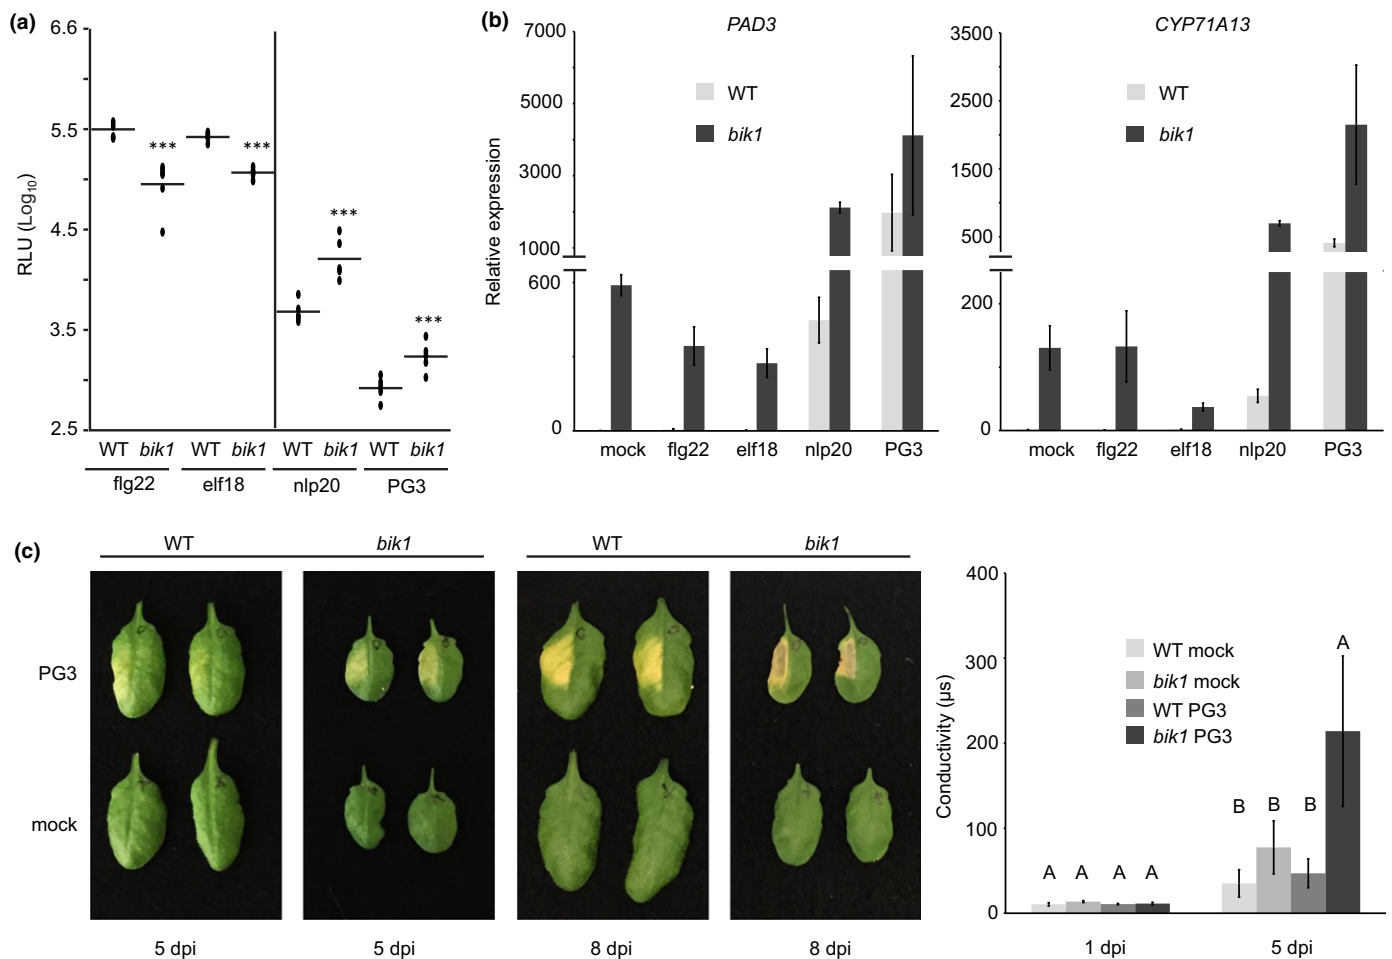 (a)
6.6
5.5
4.5
3.5
2.5
RLU (Log₁₀)
***
***
***
***
WT bik1 WT bik1 WT bik1 WT bik1
flg22 elf18 nlp20 PG3
(b)
PAD3
7000
5000
3000
1000
600
0
Relative expression
WT
bik1
mock flg22 elf18 nlp20 PG3
CYP71A13
3500
2500
1500
500
200
0
WT
bik1
mock flg22 elf18 nlp20 PG3
(c)
WT bik1 WT bik1
PG3
mock
5 dpi 5 dpi 8 dpi 8 dpi
400
300
200
100
0
Conductivity (µs)
WT mock
bik1 mock
WT PG3
bik1 PG3
A A A A
B B B A
1 dpi 5 dpi